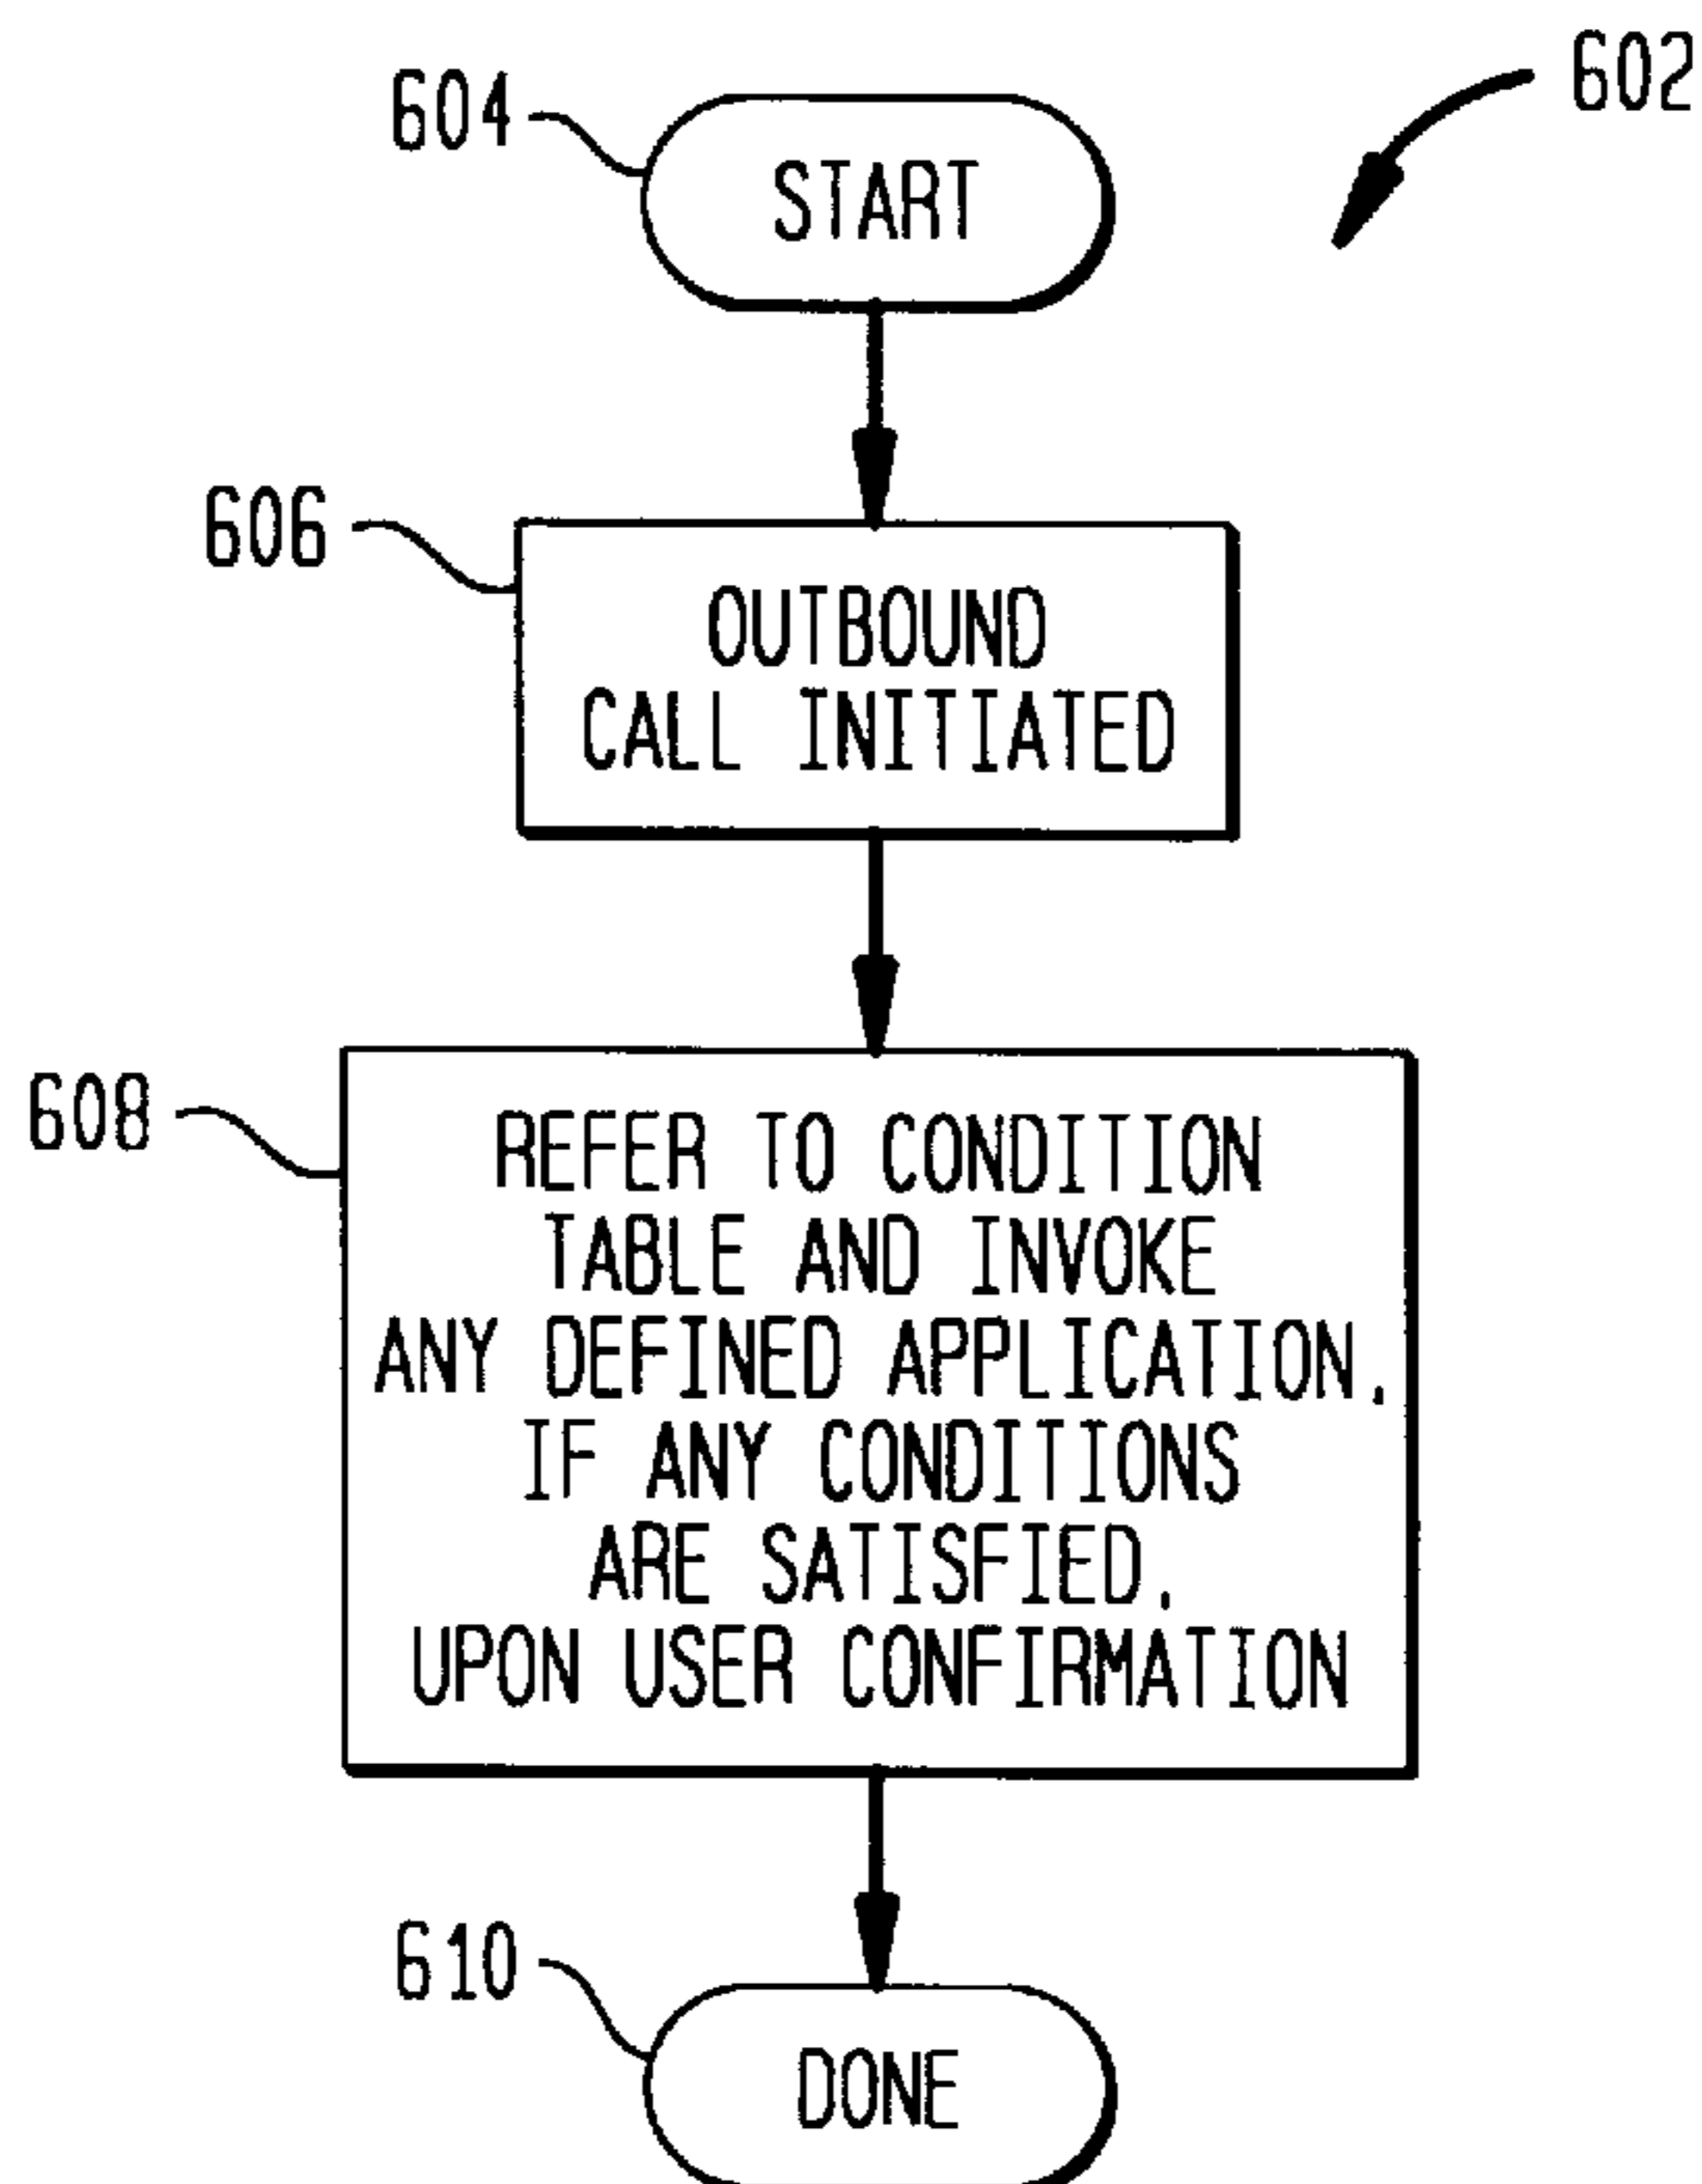 602
604
START
606
OUTBOUND
CALL INITIATED
608
REFER TO CONDITION
TABLE AND INVOKE
ANY DEFINED APPLICATION,
IF ANY CONDITIONS
ARE SATISFIED,
UPON USER CONFIRMATION
610
DONE